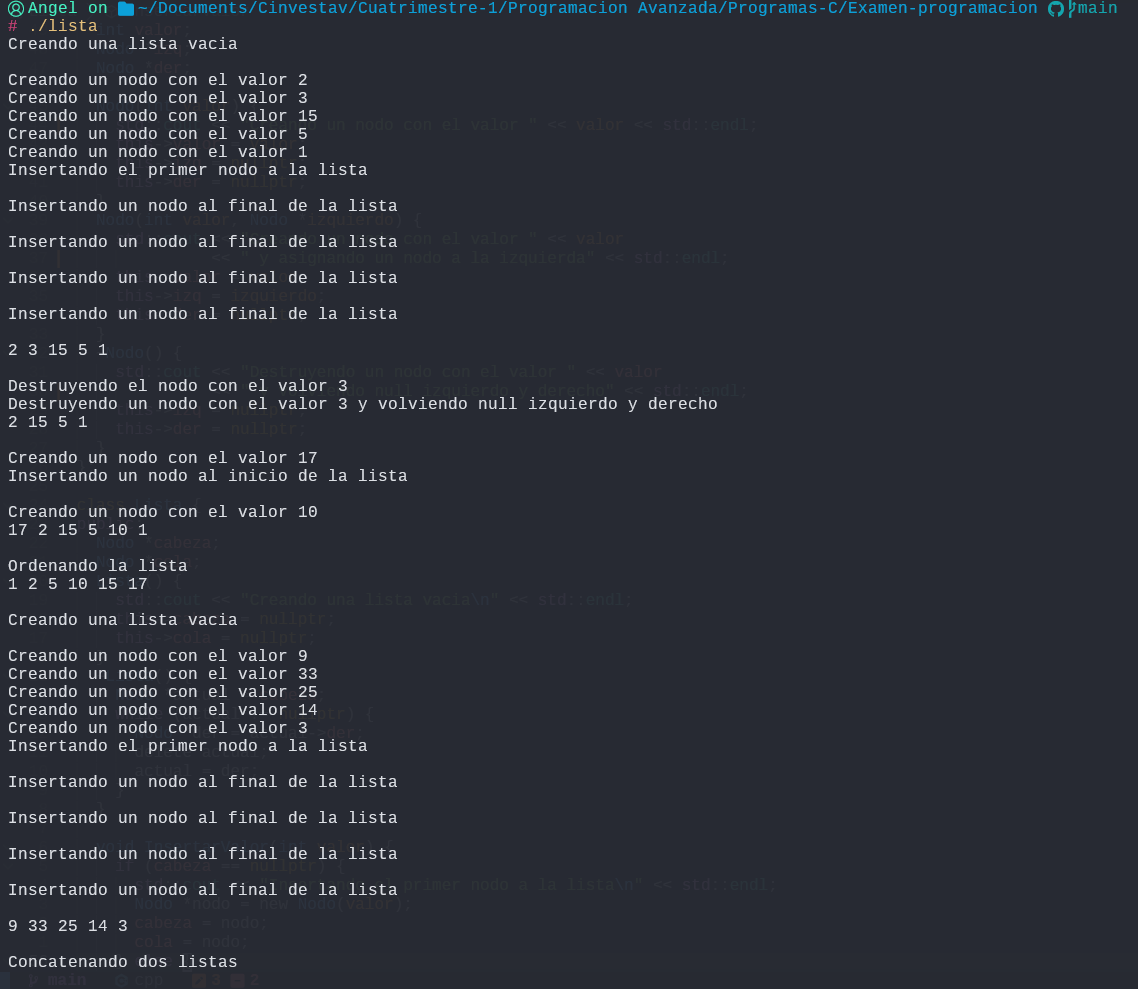 Angel on ~/Documents/Cinvestav/Cuatrimestre-1/Programacion Avanzada/Programas-C/Examen-programacion main
# ./lista
Creando una lista vacia
Creando un nodo con el valor 2
Creando un nodo con el valor 3
Creando un nodo con el valor 15
Creando un nodo con el valor 5
Creando un nodo con el valor 1
Insertando el primer nodo a la lista
Insertando un nodo al final de la lista
Insertando un nodo al final de la lista
Insertando un nodo al final de la lista
Insertando un nodo al final de la lista
2 3 15 5 1
Destruyendo el nodo con el valor 3
Destruyendo un nodo con el valor 3 y volviendo null izquierdo y derecho
2 15 5 1
Creando un nodo con el valor 17
Insertando un nodo al inicio de la lista
Creando un nodo con el valor 10
17 2 15 5 10 1
Ordenando la lista
1 2 5 10 15 17
Creando una lista vacia
Creando un nodo con el valor 9
Creando un nodo con el valor 33
Creando un nodo con el valor 25
Creando un nodo con el valor 14
Creando un nodo con el valor 3
Insertando el primer nodo a la lista
Insertando un nodo al final de la lista
Insertando un nodo al final de la lista
Insertando un nodo al final de la lista
Insertando un nodo al final de la lista
9 33 25 14 3
Concatenando dos listas